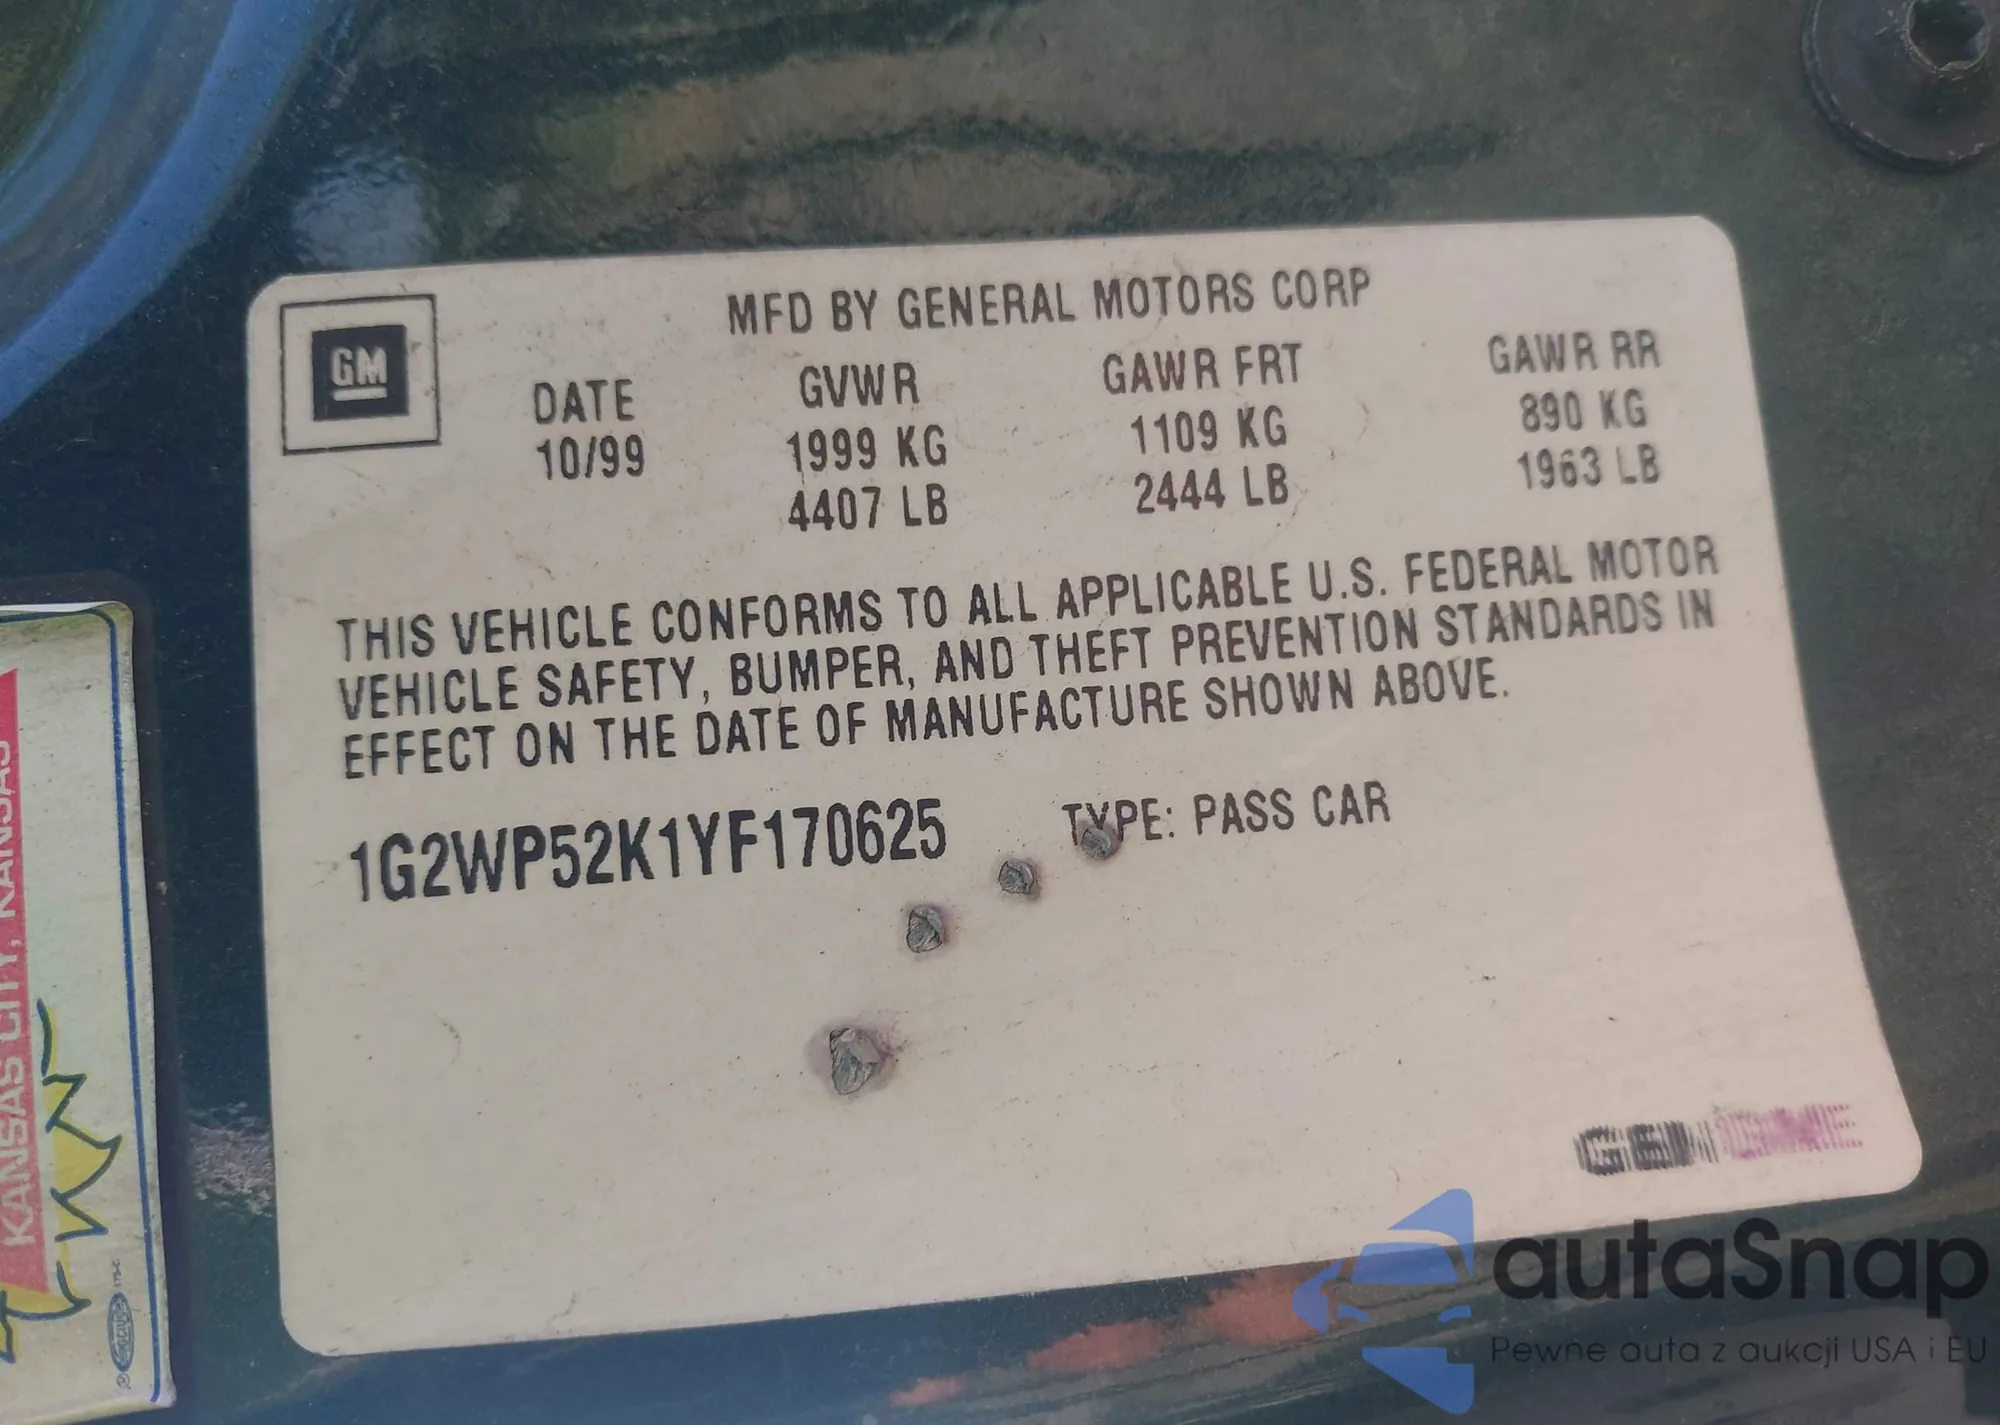 MFD BY GENERAL MOTORS CORP
GM
DATE GVWR GAWR FRT GAWR RR
10/99 1999 KG 1109 KG 890 KG
4407 LB 2444 LB 1963 LB
THIS VEHICLE CONFORMS TO ALL APPLICABLE U.S. FEDERAL MOTOR
VEHICLE SAFETY, BUMPER, AND THEFT PREVENTION STANDARDS IN
EFFECT ON THE DATE OF MANUFACTURE SHOWN ABOVE.
1G2WP52K1YF170625 TYPE: PASS CAR
KANSAS CITY, KANSAS
autaSnap
Pewne auta z aukcji USA i EU